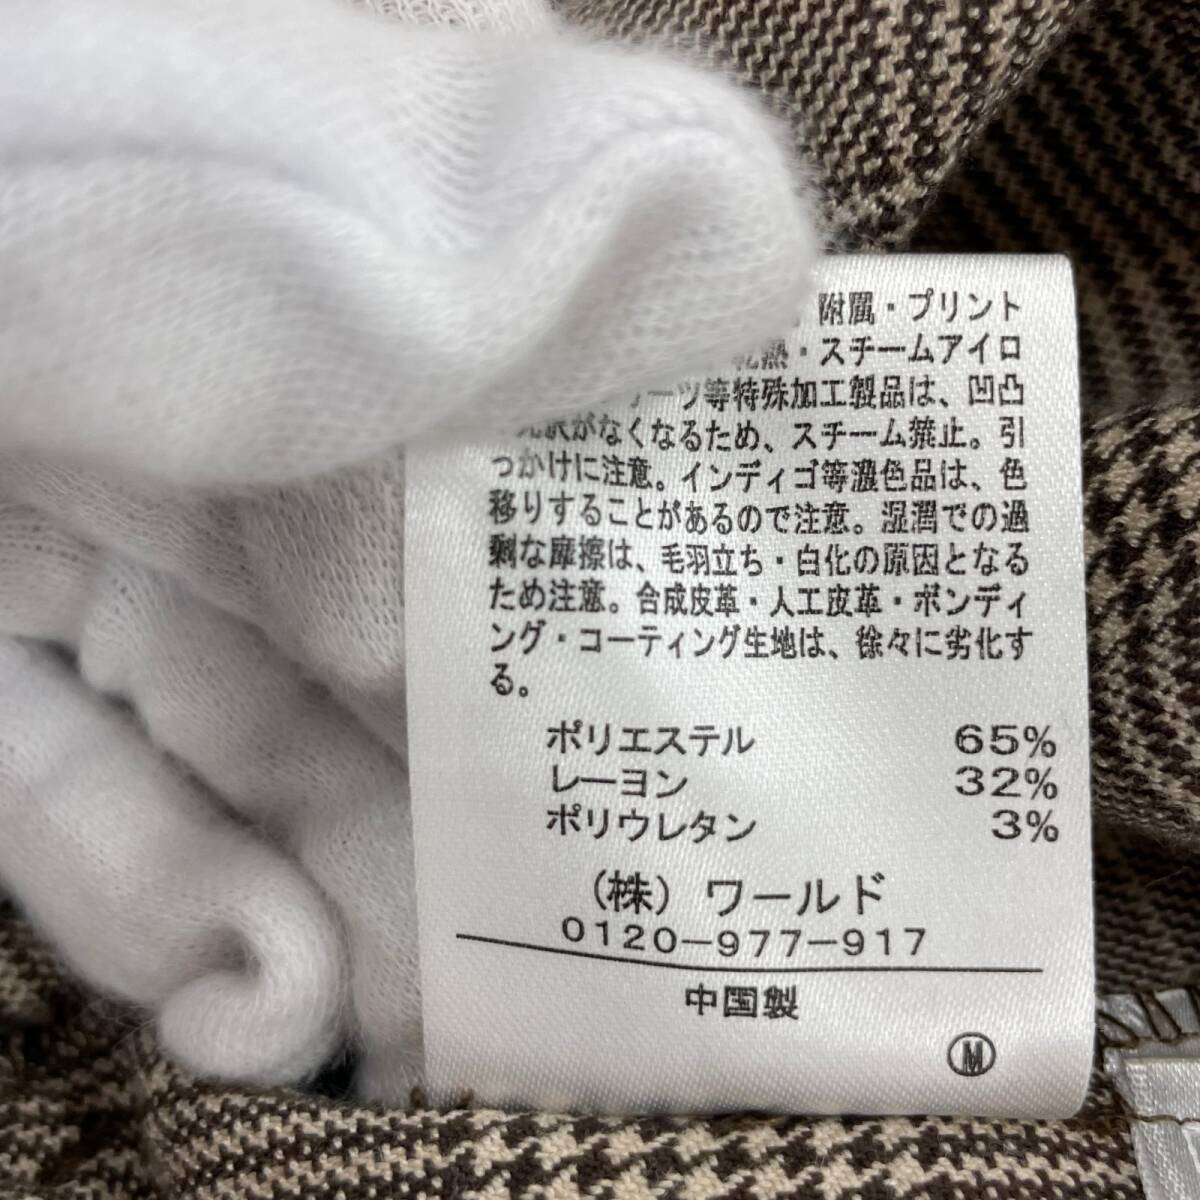 附属・プリント
乾熱・スチームアイロ
ーツ等特殊加工製品は、凹凸
光沢がなくなるため、スチーム禁止。引
っかけに注意。インディゴ等濃色品は、色
移りすることがあるので注意。湿潤での過
剰な摩擦は、毛羽立ち・白化の原因となる
ため注意。合成皮革・人工皮革・ボンディ
ング・コーティング生地は、徐々に劣化す
る。
ポリエステル 65%
レーヨン 32%
ポリウレタン 3%
(株) ワールド
0120-977-917
中国製
Ⓜ